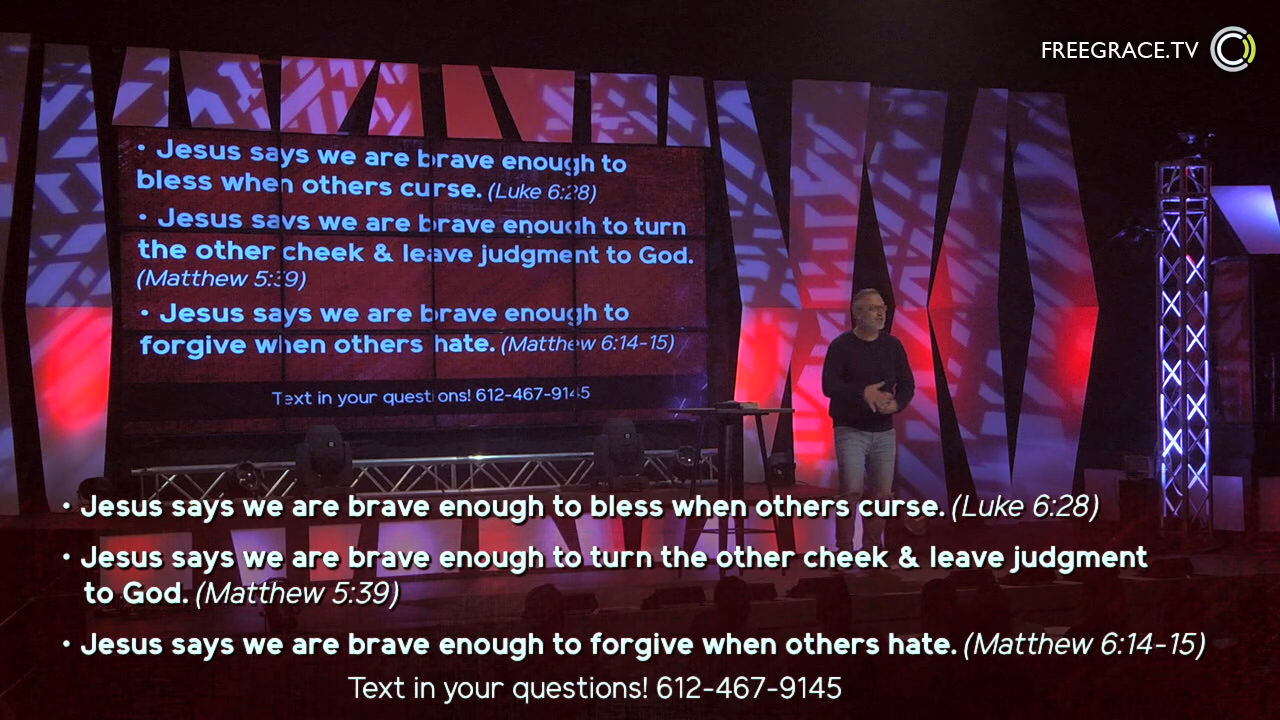 FREEGRACE.TV
• Jesus says we are brave enough to
bless when others curse. (Luke 6:28)
• Jesus says we are brave enough to turn
the other cheek & leave judgment to God.
(Matthew 5:39)
• Jesus says we are brave enough to
forgive when others hate. (Matthew 6:14-15)
Text in your questions! 612-467-9145
• Jesus says we are brave enough to bless when others curse. (Luke 6:28)
• Jesus says we are brave enough to turn the other cheek & leave judgment
to God. (Matthew 5:39)
• Jesus says we are brave enough to forgive when others hate. (Matthew 6:14-15)
Text in your questions! 612-467-9145